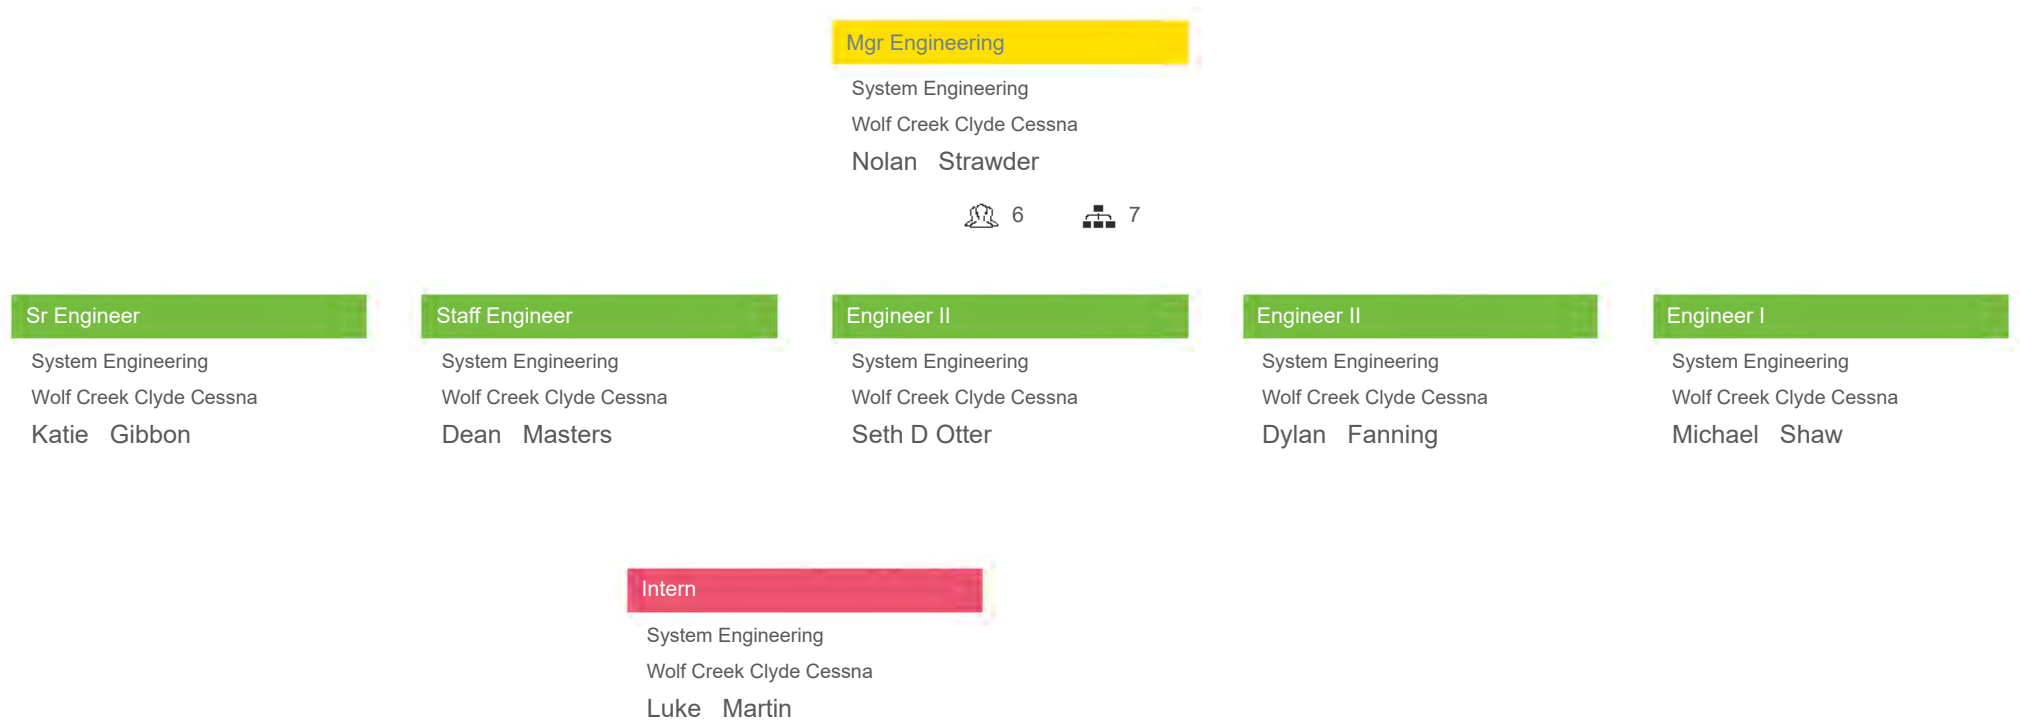 Mgr Engineering
System Engineering
Wolf Creek Clyde Cessna
Nolan Strawder
6 7
Sr Engineer
System Engineering
Wolf Creek Clyde Cessna
Katie Gibbon
Staff Engineer
System Engineering
Wolf Creek Clyde Cessna
Dean Masters
Engineer II
System Engineering
Wolf Creek Clyde Cessna
Seth D Otter
Engineer II
System Engineering
Wolf Creek Clyde Cessna
Dylan Fanning
Engineer I
System Engineering
Wolf Creek Clyde Cessna
Michael Shaw
Intern
System Engineering
Wolf Creek Clyde Cessna
Luke Martin